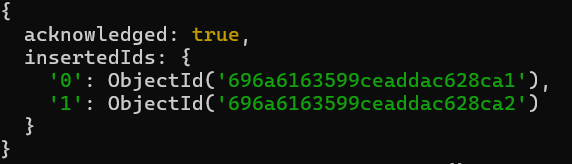 {
  acknowledged: true,
  insertedIds: {
    '0': ObjectId('696a6163599ceaddac628ca1'),
    '1': ObjectId('696a6163599ceaddac628ca2')
  }
}